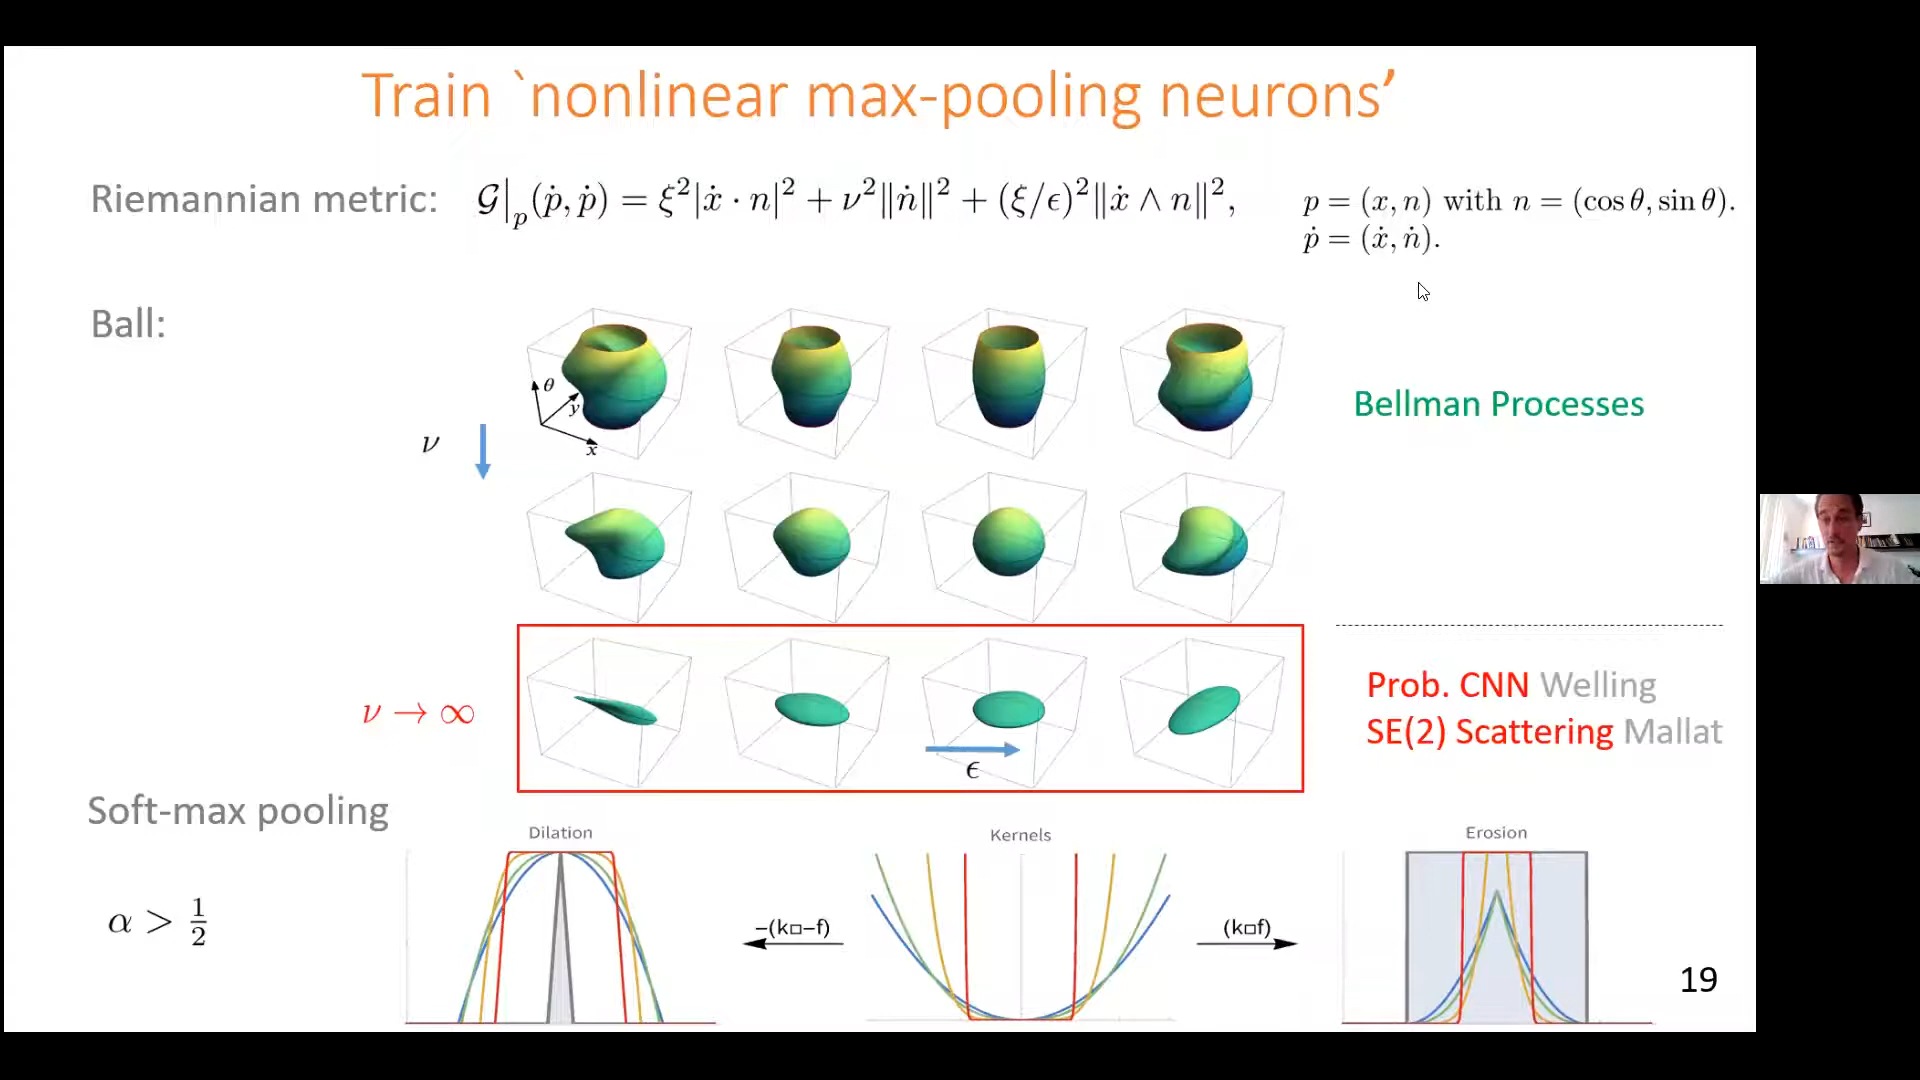 Train `nonlinear max-pooling neurons’
Riemannian metric: 𝒢|ₚ(ṗ, ṗ) = ξ²|ẋ · n|² + ν²‖ṅ‖² + (ξ/ϵ)²‖ẋ ∧ n‖²,
p = (x, n) with n = (cos θ, sin θ).
ṗ = (ẋ, ṅ).
Ball:
θ
y
x
ν
Bellman Processes
ν → ∞
ϵ
Prob. CNN Welling
SE(2) Scattering Mallat
Soft-max pooling
α > 1/2
Dilation
Kernels
Erosion
−(k□−f)
(k□f)
19